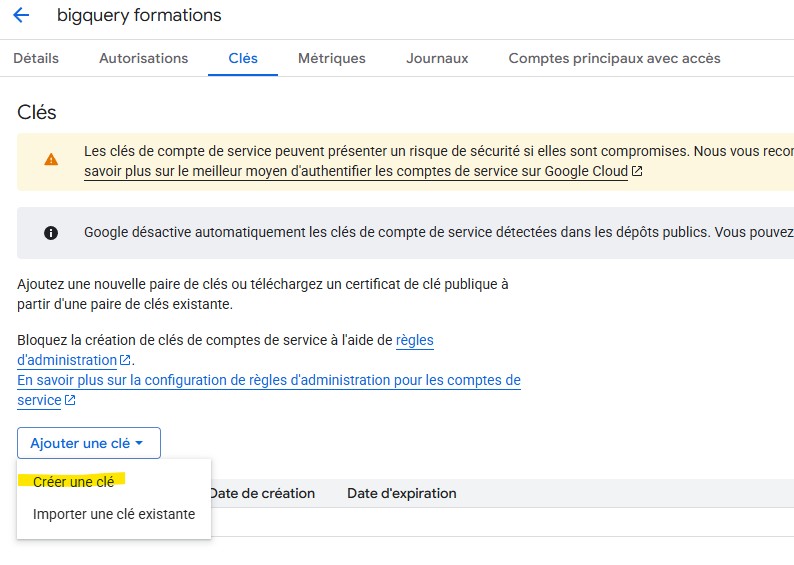 bigquery formations
Détails Autorisations Clés Métriques Journaux Comptes principaux avec accès
Clés
Les clés de compte de service peuvent présenter un risque de sécurité si elles sont compromises. Nous vous
savoir plus sur le meilleur moyen d'authentifier les comptes de service sur Google Cloud
Google désactive automatiquement les clés de compte de service détectées dans les dépôts publics. Vous pouvez
Ajoutez une nouvelle paire de clés ou téléchargez un certificat de clé publique à
partir d'une paire de clés existante.
Bloquez la création de clés de comptes de service à l'aide de règles
d'administration.
En savoir plus sur la configuration de règles d'administration pour les comptes de
service
Ajouter une clé
Créer une clé
Date de création Date d'expiration
Importer une clé existante